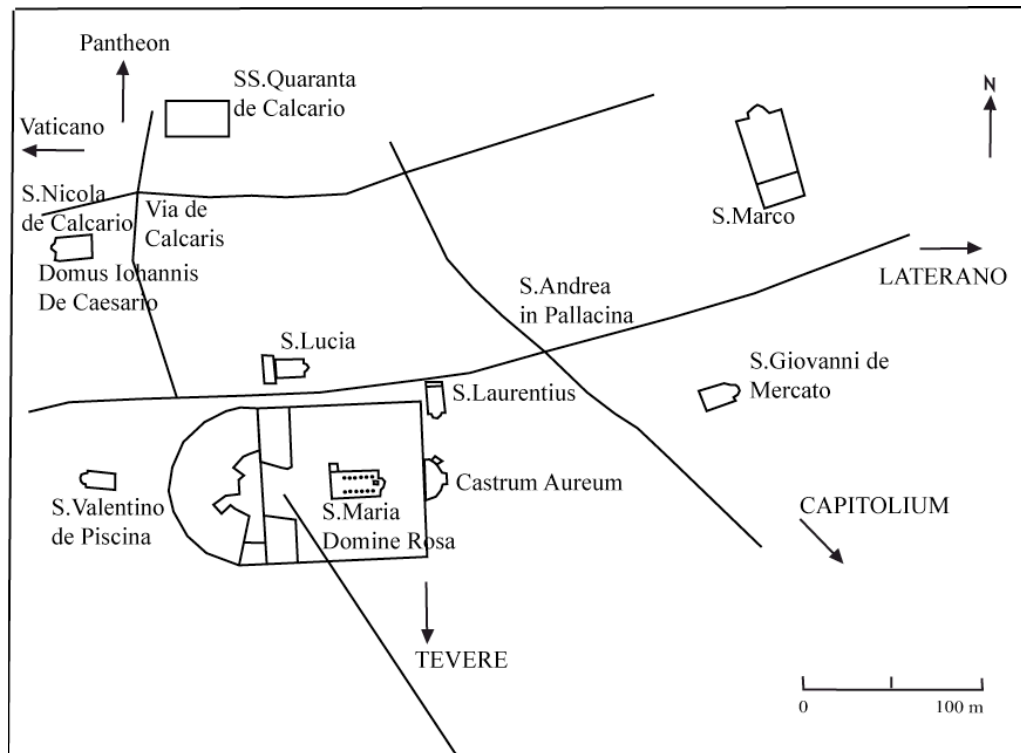 Pantheon
SS.Quaranta
de Calcario
N
Vaticano
S.Nicola
de Calcario
Via de
Calcaris
S.Marco
Domus Iohannis
De Caesario
LATERANO
S.Andrea
in Pallacina
S.Lucia
S.Giovanni de
Mercato
S.Laurentius
Castrum Aureum
S.Valentino
de Piscina
S.Maria
Domine Rosa
CAPITOLIUM
TEVERE
0
100 m